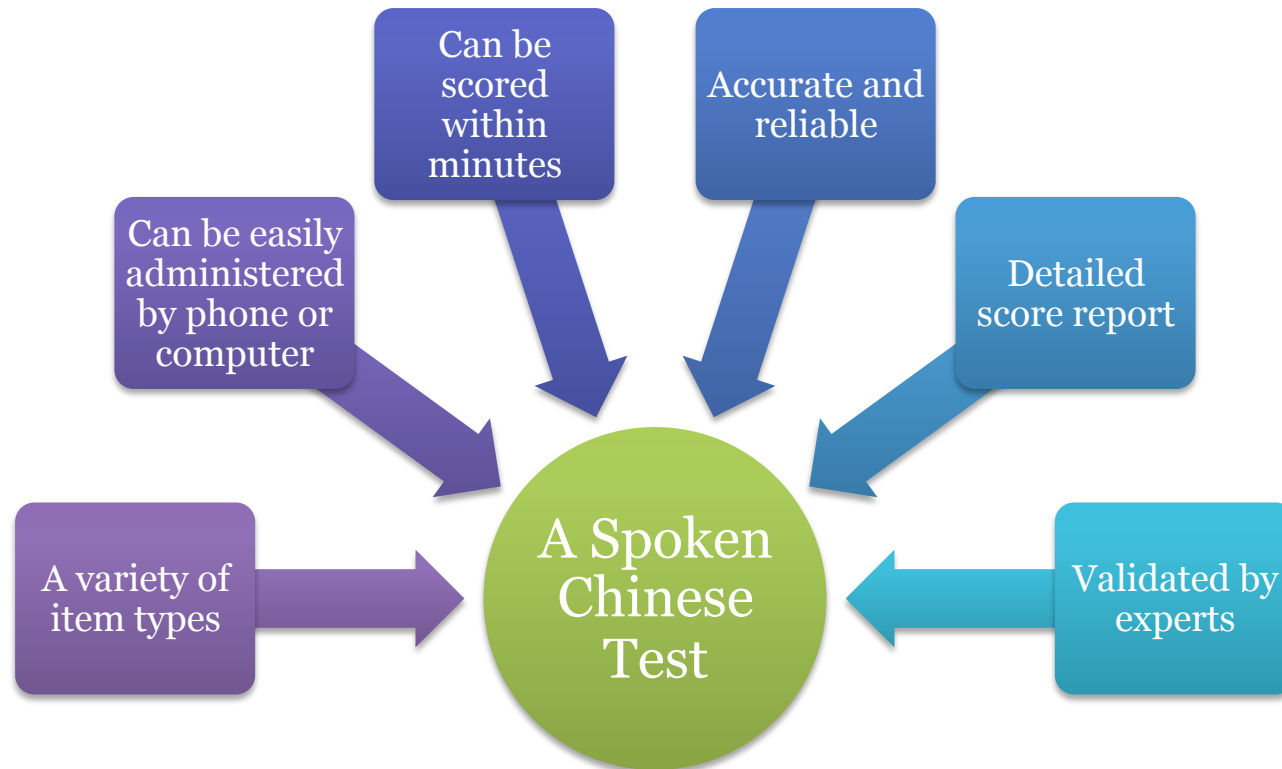 A variety of
item types
Can be easily
administered
by phone or
computer
Can be
scored
within
minutes
Accurate and
reliable
Detailed
score report
Validated by
experts
A Spoken
Chinese
Test